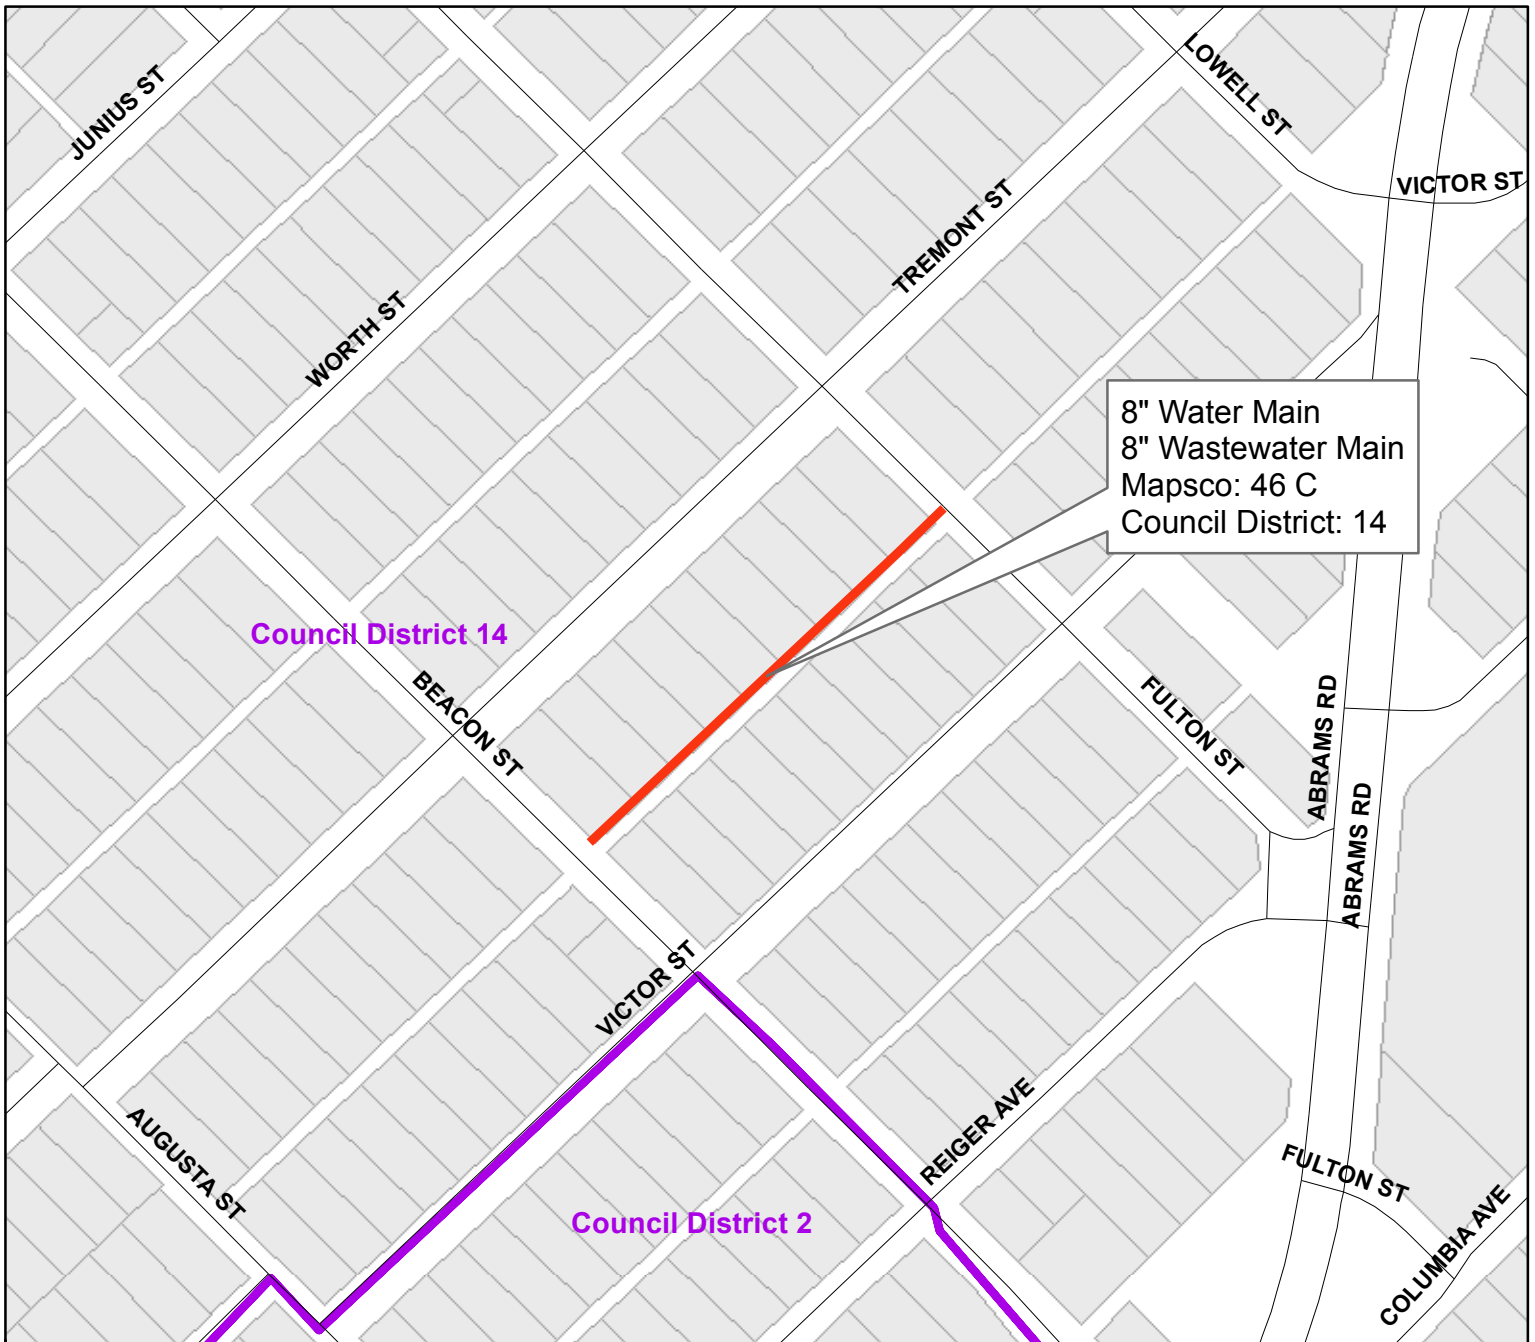 JUNIUS ST
LOWELL ST
VICTOR ST
TREMONT ST
WORTH ST
8" Water Main
8" Wastewater Main
Mapsco: 46 C
Council District: 14
Council District 14
BEACON ST
FULTON ST
ABRAMS RD
ABRAMS RD
VICTOR ST
REIGER AVE
AUGUSTA ST
FULTON ST
Council District 2
COLUMBIA AVE